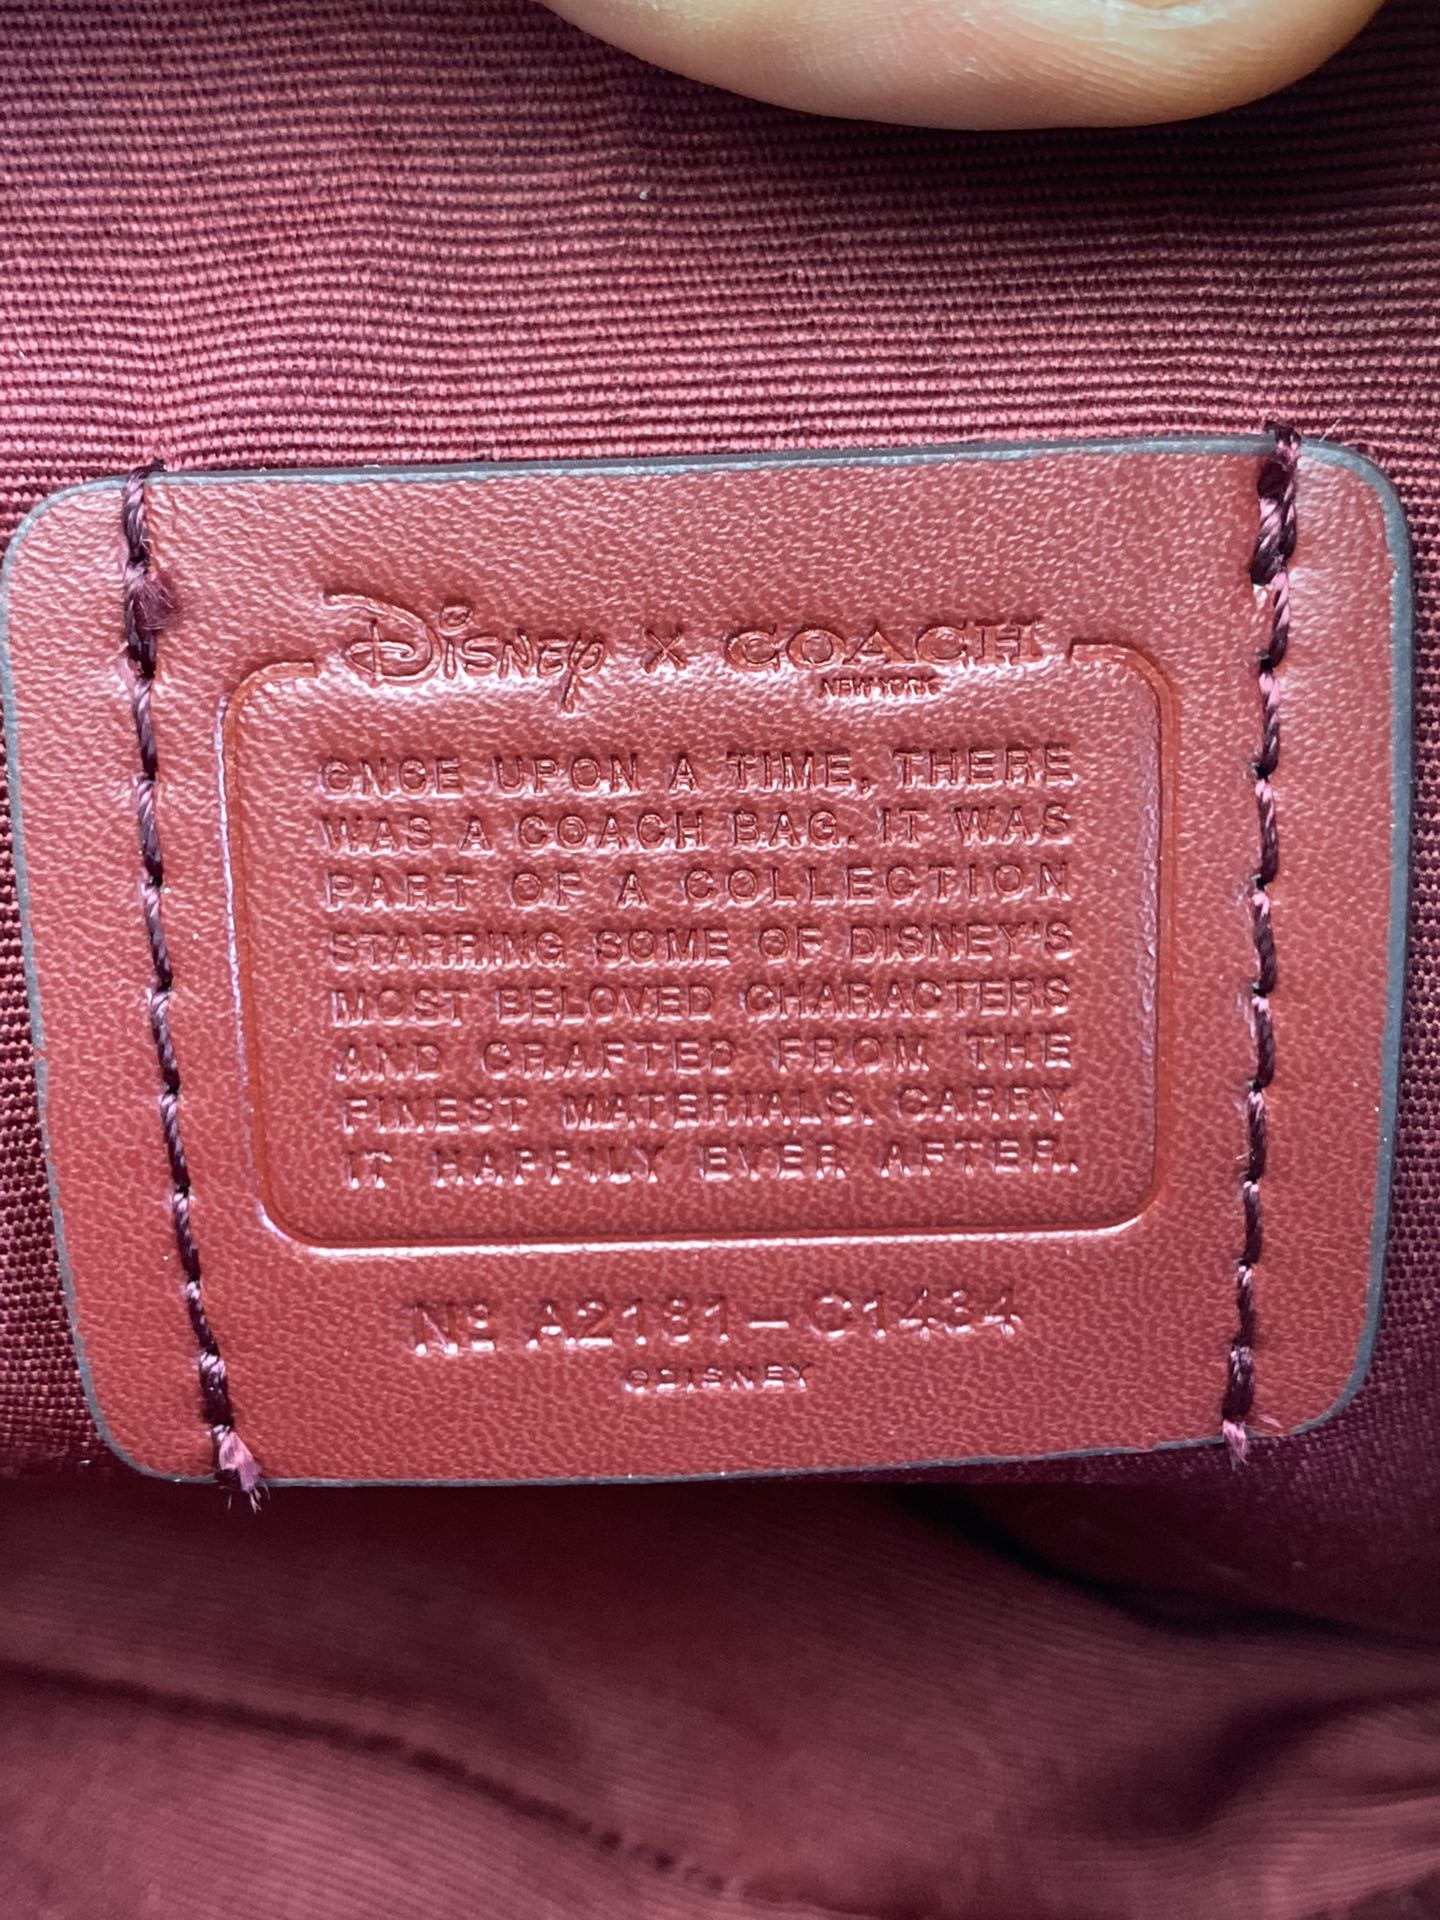 Disney X COACH
NEW YORK
ONCE UPON A TIME, THERE
WAS A COACH BAG. IT WAS
PART OF A COLLECTION
STARRING SOME OF DISNEY'S
MOST BELOVED CHARACTERS
AND CRAFTED FROM THE
FINEST MATERIALS. CARRY
IT HAPPILY EVER AFTER.
Nº A2181-C1434
©DISNEY